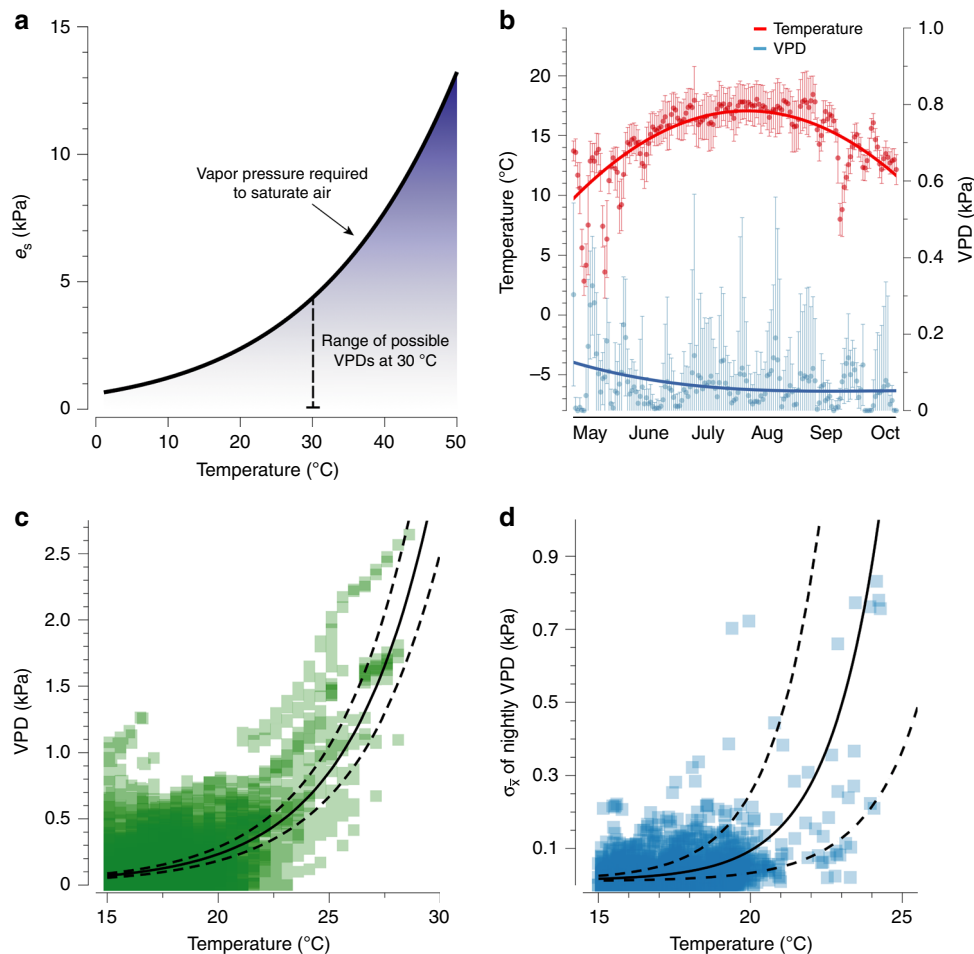 a
15
10
5
0
e_s (kPa)
Vapor pressure required
to saturate air
Range of possible
VPDs at 30 °C
0
10
20
30
40
50
Temperature (°C)
b
Temperature
VPD
20
15
10
5
0
–5
Temperature (°C)
1.0
0.8
0.6
0.4
0.2
0
VPD (kPa)
May
June
July
Aug
Sep
Oct
c
2.5
2.0
1.5
1.0
0.5
0
VPD (kPa)
15
20
25
30
Temperature (°C)
d
0.9
0.7
0.5
0.3
0.1
σx̅ of nightly VPD (kPa)
15
20
25
Temperature (°C)